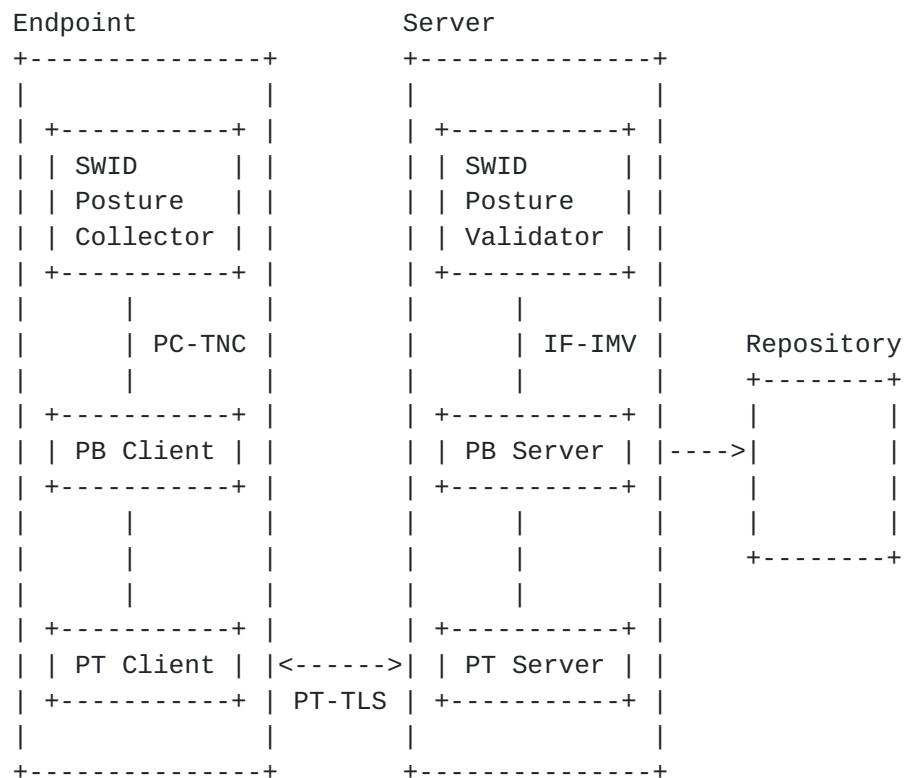 Endpoint Server
SWID SWID
Posture Posture
Collector Validator
PC-TNC IF-IMV Repository
PB Client PB Server
PT Client PT Server
PT-TLS